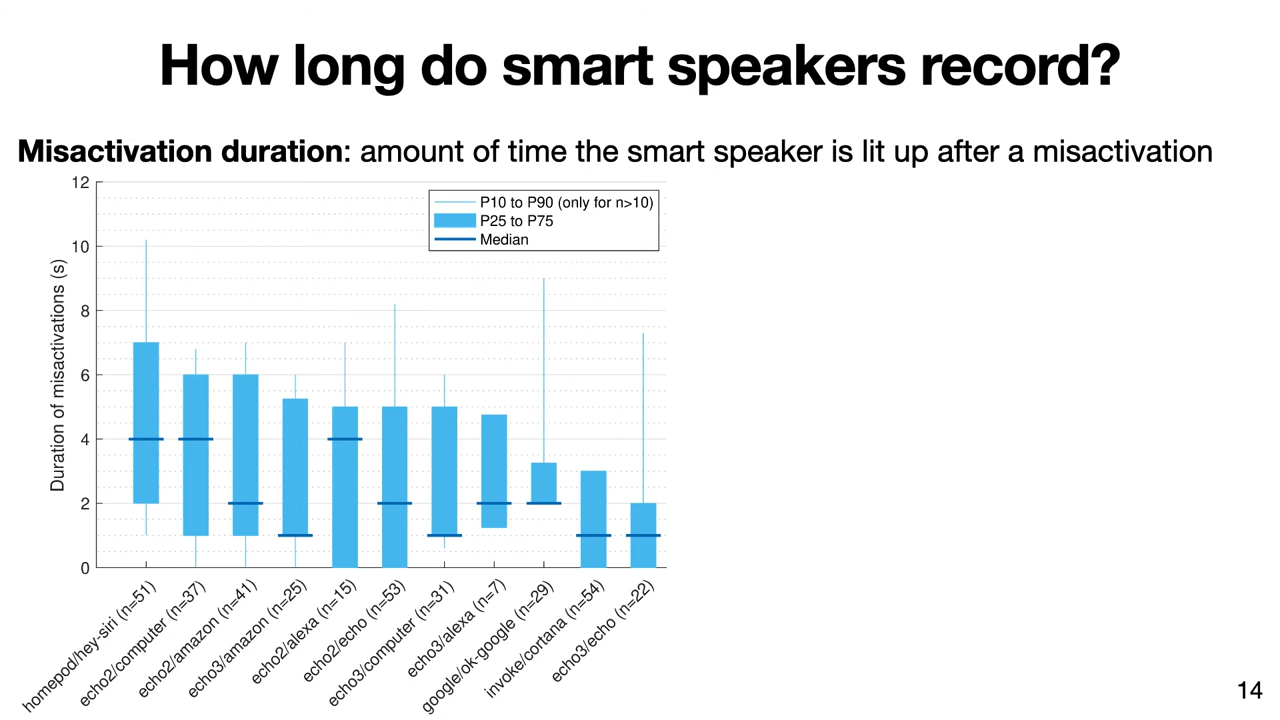 How long do smart speakers record?
Misactivation duration: amount of time the smart speaker is lit up after a misactivation
12
10
8
6
4
2
0
Duration of misactivations (s)
P10 to P90 (only for n>10)
P25 to P75
Median
homepod/hey-siri (n=51)
echo2/computer (n=37)
echo2/amazon (n=41)
echo3/amazon (n=25)
echo2/alexa (n=15)
echo2/echo (n=53)
echo3/computer (n=31)
echo3/alexa (n=7)
google/ok-google (n=29)
invoke/cortana (n=54)
echo3/echo (n=22)
14